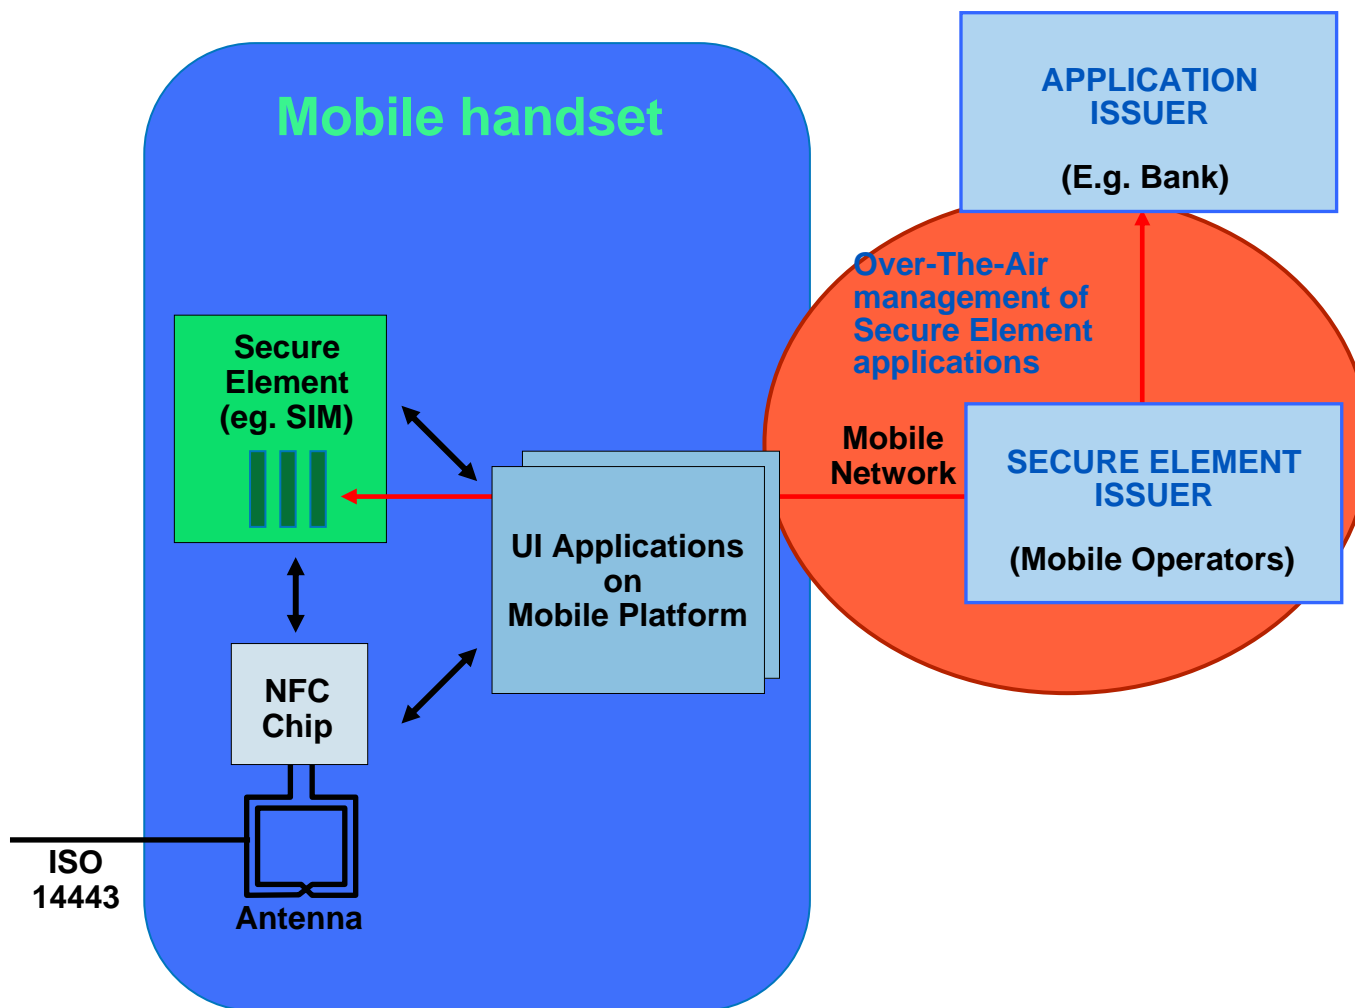 Mobile handset
APPLICATION
ISSUER
(E.g. Bank)
Over-The-Air
management of
Secure Element
applications
Secure
Element
(eg. SIM)
Mobile
Network
SECURE ELEMENT
ISSUER
(Mobile Operators)
UI Applications
on
Mobile Platform
NFC
Chip
ISO
14443
Antenna